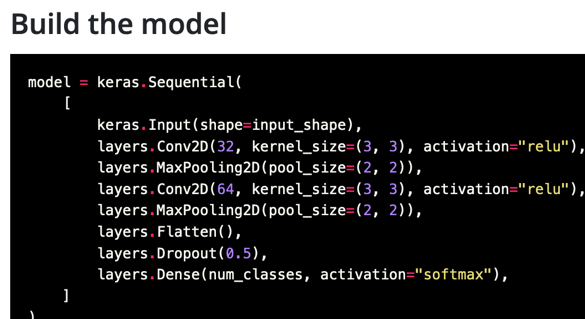 Build the model
model = keras.Sequential(
    [
        keras.Input(shape=input_shape),
        layers.Conv2D(32, kernel_size=(3, 3), activation="relu"),
        layers.MaxPooling2D(pool_size=(2, 2)),
        layers.Conv2D(64, kernel_size=(3, 3), activation="relu"),
        layers.MaxPooling2D(pool_size=(2, 2)),
        layers.Flatten(),
        layers.Dropout(0.5),
        layers.Dense(num_classes, activation="softmax"),
    ]
)